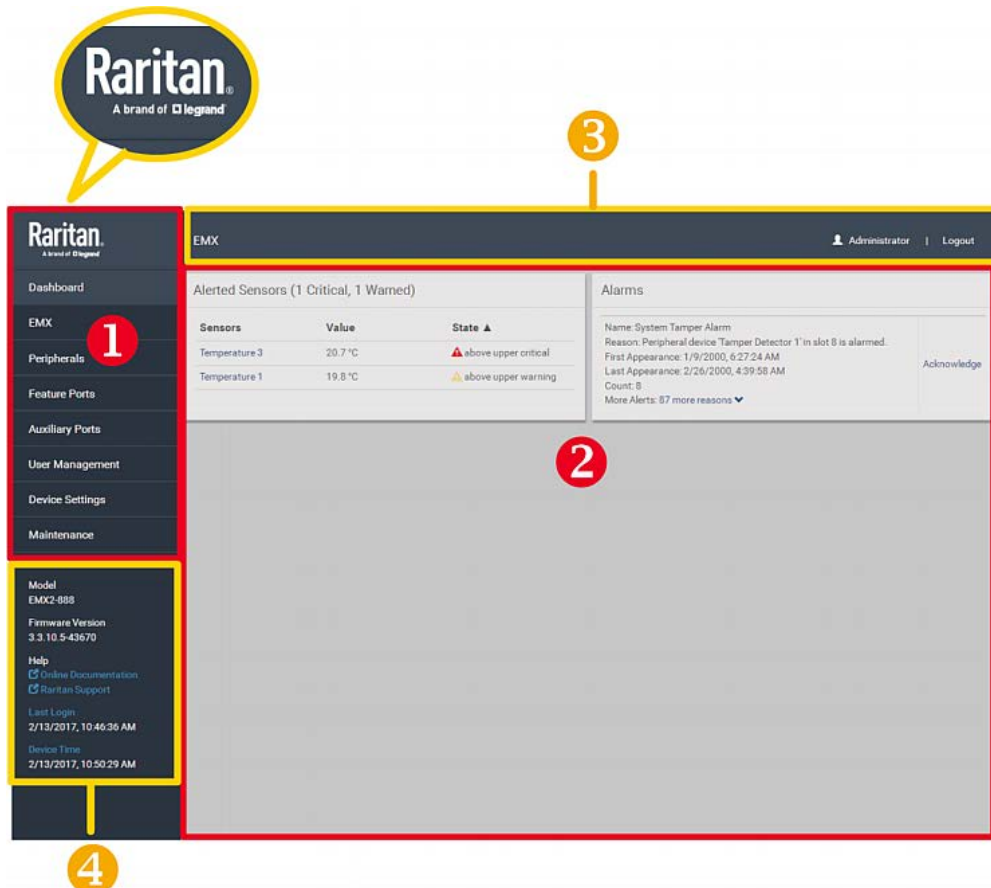 Raritan®
A brand of legrand
3
Raritan.
A brand of legrand
EMX
Administrator | Logout
Dashboard
EMX
1
Peripherals
Feature Ports
Auxiliary Ports
User Management
Device Settings
Maintenance
Alerted Sensors (1 Critical, 1 Warned)
Sensors Value State ▲
Temperature 3 20.7 °C above upper critical
Temperature 1 19.8 °C above upper warning
Alarms
Name: System Tamper Alarm
Reason: Peripheral device 'Tamper Detector 1' in slot 8 is alarmed.
First Appearance: 1/9/2000, 6:27:24 AM
Last Appearance: 2/26/2000, 4:39:58 AM
Count: 8
More Alerts: 87 more reasons
Acknowledge
2
Model
EMX2-888
Firmware Version
3.3.10.5-43670
Help
Online Documentation
Raritan Support
Last Login
2/13/2017, 10:46:36 AM
Device Time
2/13/2017, 10:50:29 AM
4